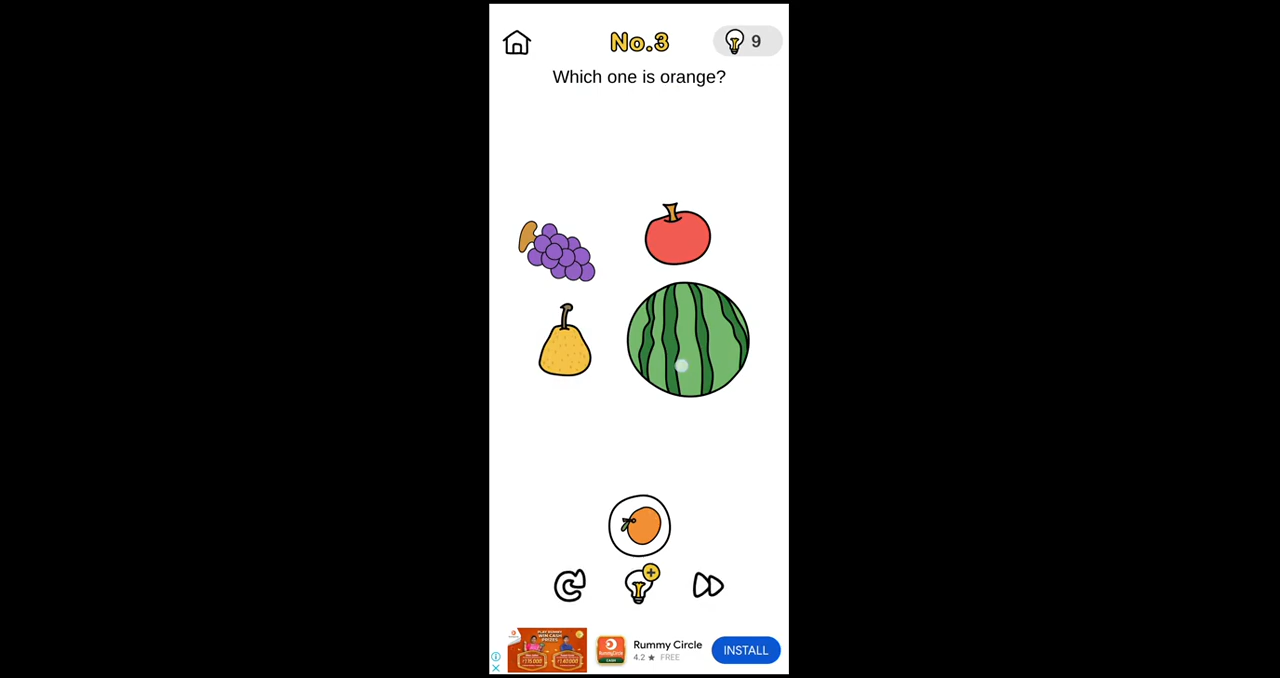 No.3
9
Which one is orange?
Rummy Circle
4.2 ★ FREE
INSTALL